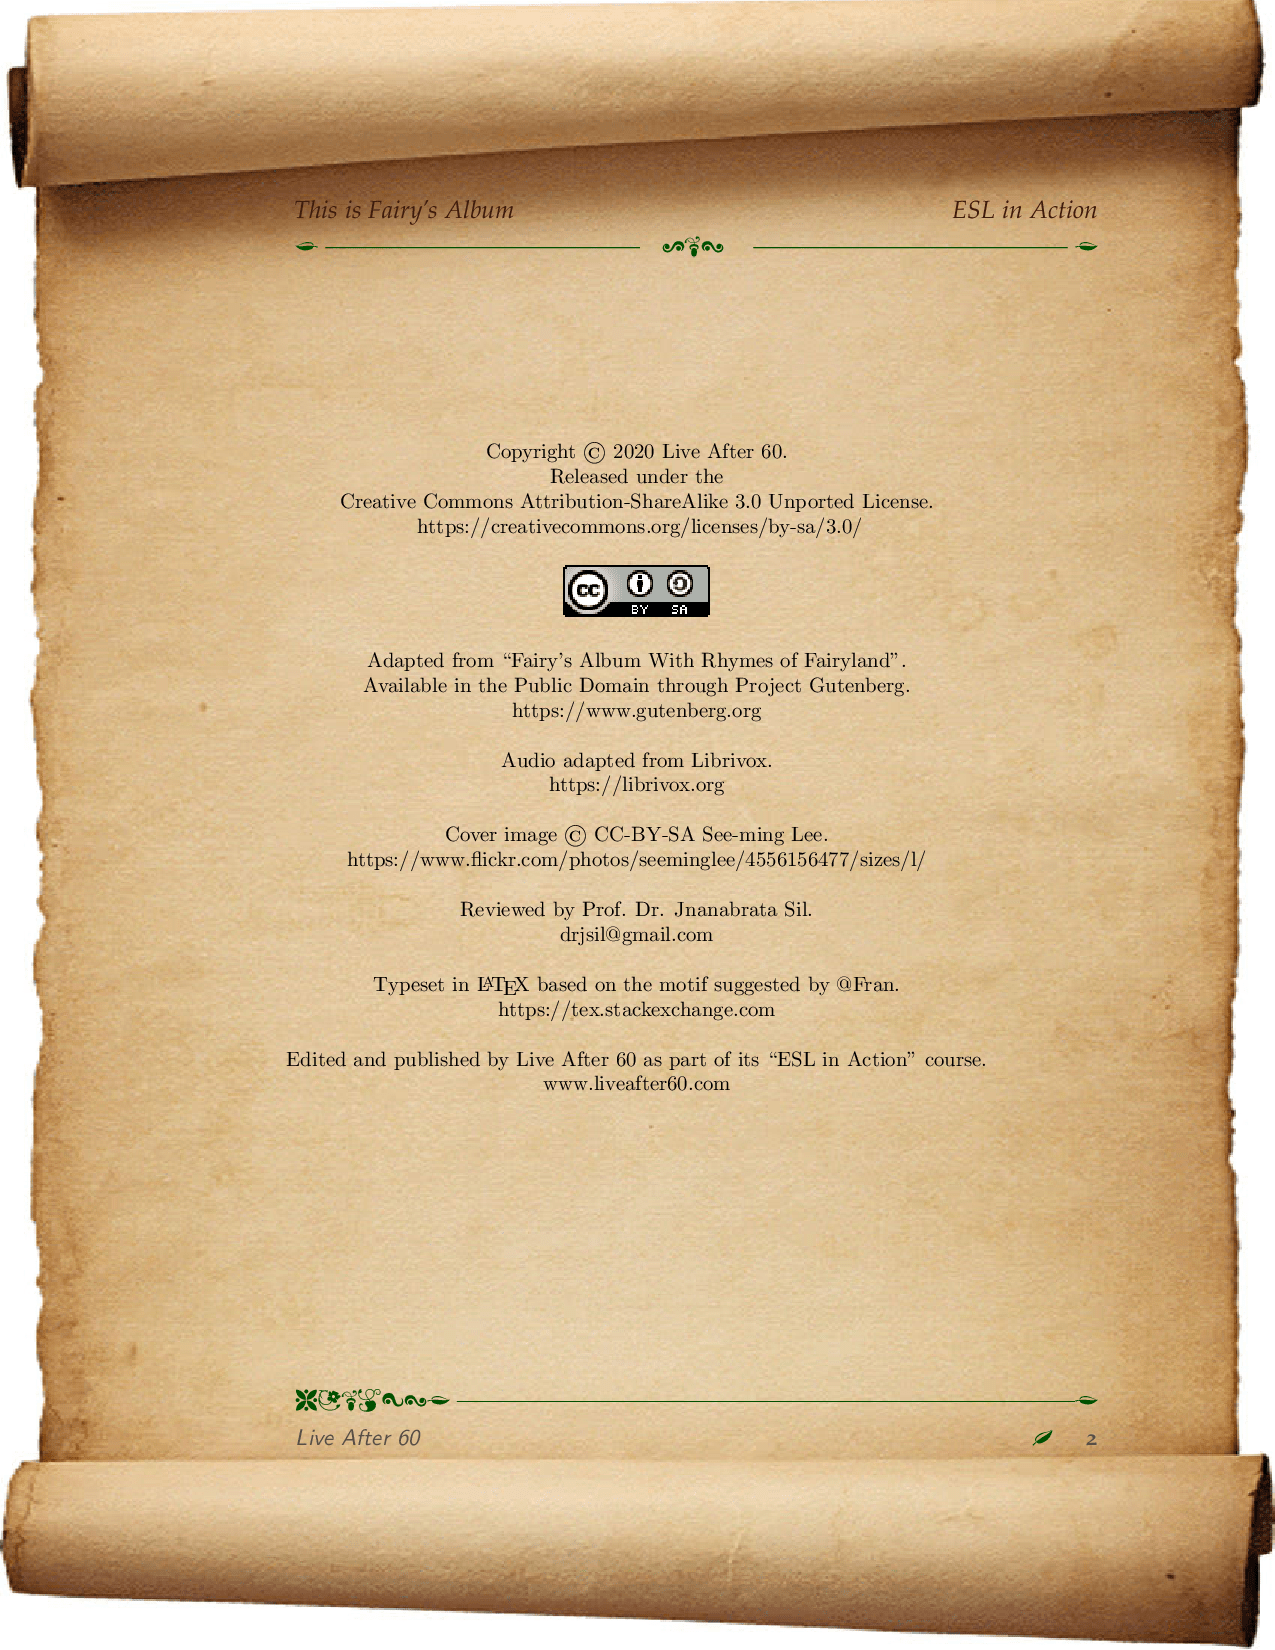 This is Fairy's Album ESL in Action
Copyright © 2020 Live After 60.
Released under the
Creative Commons Attribution-ShareAlike 3.0 Unported License.
https://creativecommons.org/licenses/by-sa/3.0/
cc BY SA
Adapted from “Fairy's Album With Rhymes of Fairyland”.
Available in the Public Domain through Project Gutenberg.
https://www.gutenberg.org
Audio adapted from Librivox.
https://librivox.org
Cover image © CC-BY-SA See-ming Lee.
https://www.flickr.com/photos/seeminglee/4556156477/sizes/l/
Reviewed by Prof. Dr. Jnanabrata Sil.
drjsil@gmail.com
Typeset in LATEX based on the motif suggested by @Fran.
https://tex.stackexchange.com
Edited and published by Live After 60 as part of its “ESL in Action” course.
www.liveafter60.com
Live After 60 2